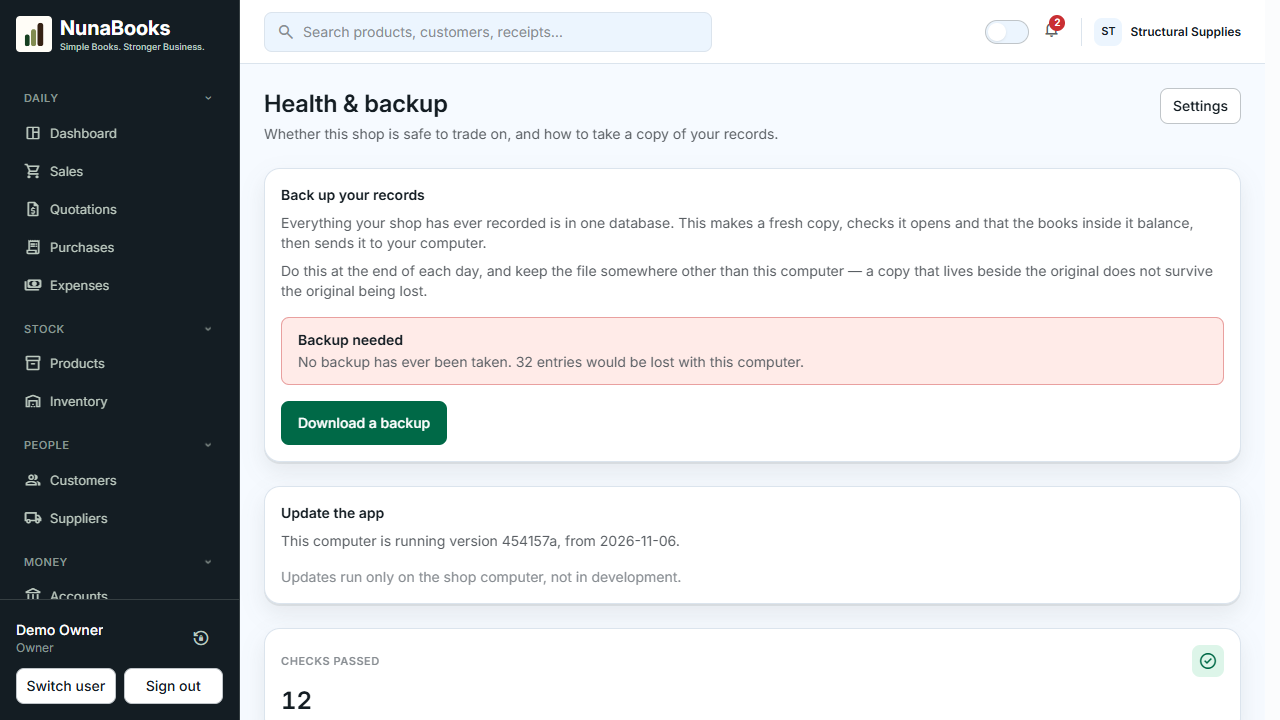 NunaBooks
Simple Books. Stronger Business.
DAILY
Dashboard
Sales
Quotations
Purchases
Expenses
STOCK
Products
Inventory
PEOPLE
Customers
Suppliers
MONEY
Accounts
Demo Owner
Owner
Switch user
Sign out
Search products, customers, receipts...
2
ST
Structural Supplies
Health & backup
Settings
Whether this shop is safe to trade on, and how to take a copy of your records.
Back up your records
Everything your shop has ever recorded is in one database. This makes a fresh copy, checks it opens and that the books inside it balance,
then sends it to your computer.
Do this at the end of each day, and keep the file somewhere other than this computer — a copy that lives beside the original does not survive
the original being lost.
Backup needed
No backup has ever been taken. 32 entries would be lost with this computer.
Download a backup
Update the app
This computer is running version 454157a, from 2026-11-06.
Updates run only on the shop computer, not in development.
CHECKS PASSED
12